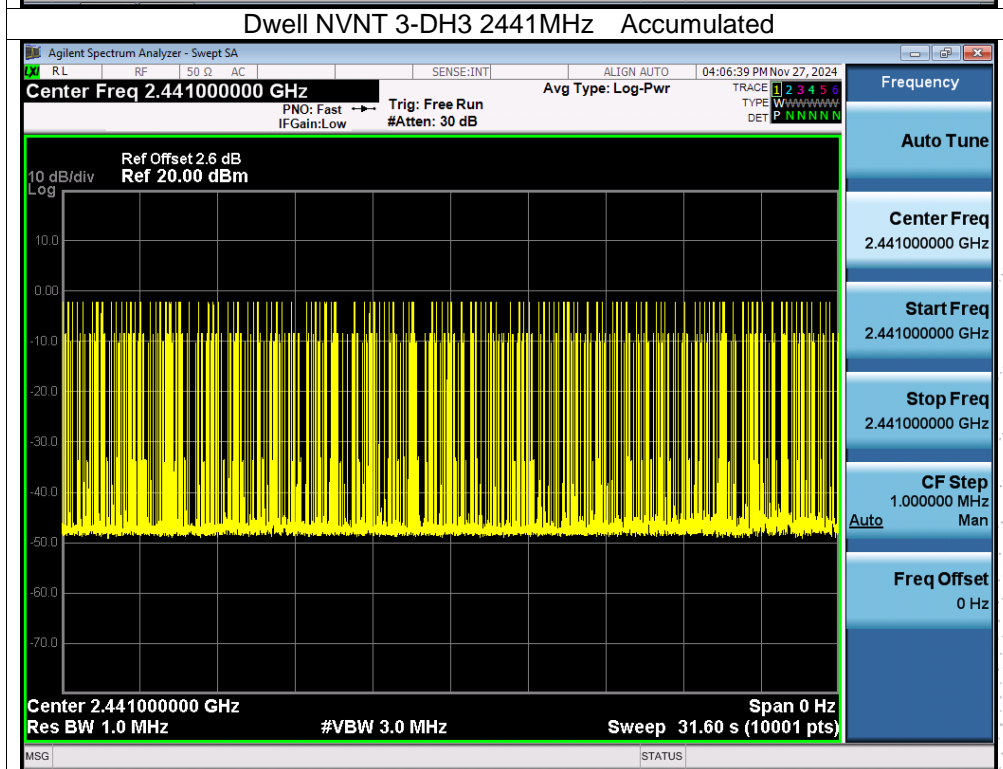 Dwell NVNT 3-DH3 2441MHz Accumulated
Agilent Spectrum Analyzer - Swept SA
LXI RL RF 50 Ω AC SENSE:INT ALIGN AUTO 04:06:39 PM Nov 27, 2024
Center Freq 2.441000000 GHz
PNO: Fast
IFGain:Low
Trig: Free Run
#Atten: 30 dB
Avg Type: Log-Pwr
TRACE 1 2 3 4 5 6
TYPE WWWWWWW
DET P N N N N N
Ref Offset 2.6 dB
10 dB/div Ref 20.00 dBm
Log
10.0
0.00
-10.0
-20.0
-30.0
-40.0
-50.0
-60.0
-70.0
Center 2.441000000 GHz Span 0 Hz
Res BW 1.0 MHz #VBW 3.0 MHz Sweep 31.60 s (10001 pts)
MSG STATUS
Frequency
Auto Tune
Center Freq
2.441000000 GHz
Start Freq
2.441000000 GHz
Stop Freq
2.441000000 GHz
CF Step
1.000000 MHz
Auto Man
Freq Offset
0 Hz